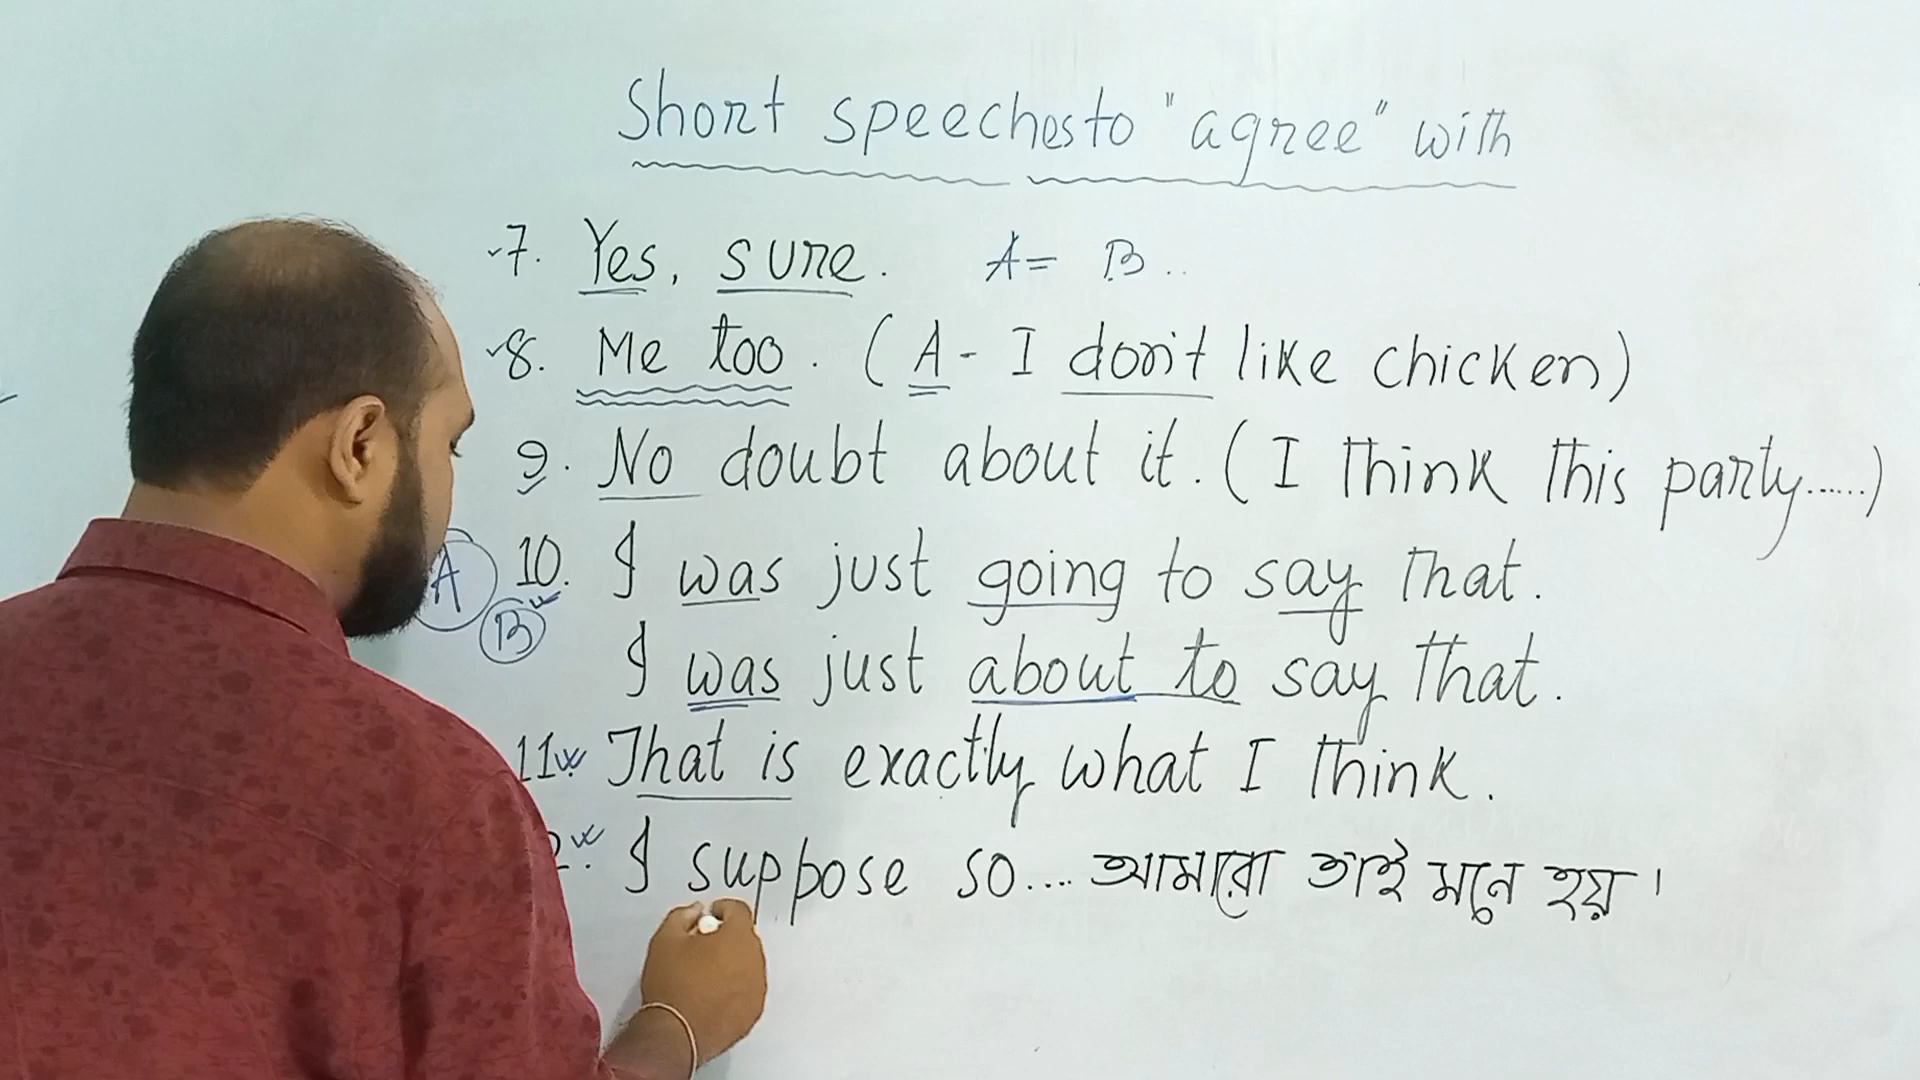 Short speeches to "agree" with
7. Yes, sure. A= B..
8. Me too. (A- I don't like chicken)
9. No doubt about it. (I think this party......)
A 10. I was just going to say that.
B
I was just about to say that.
11. That is exactly what I think.
2. I suppose so.... আমারো তাই মনে হয়।